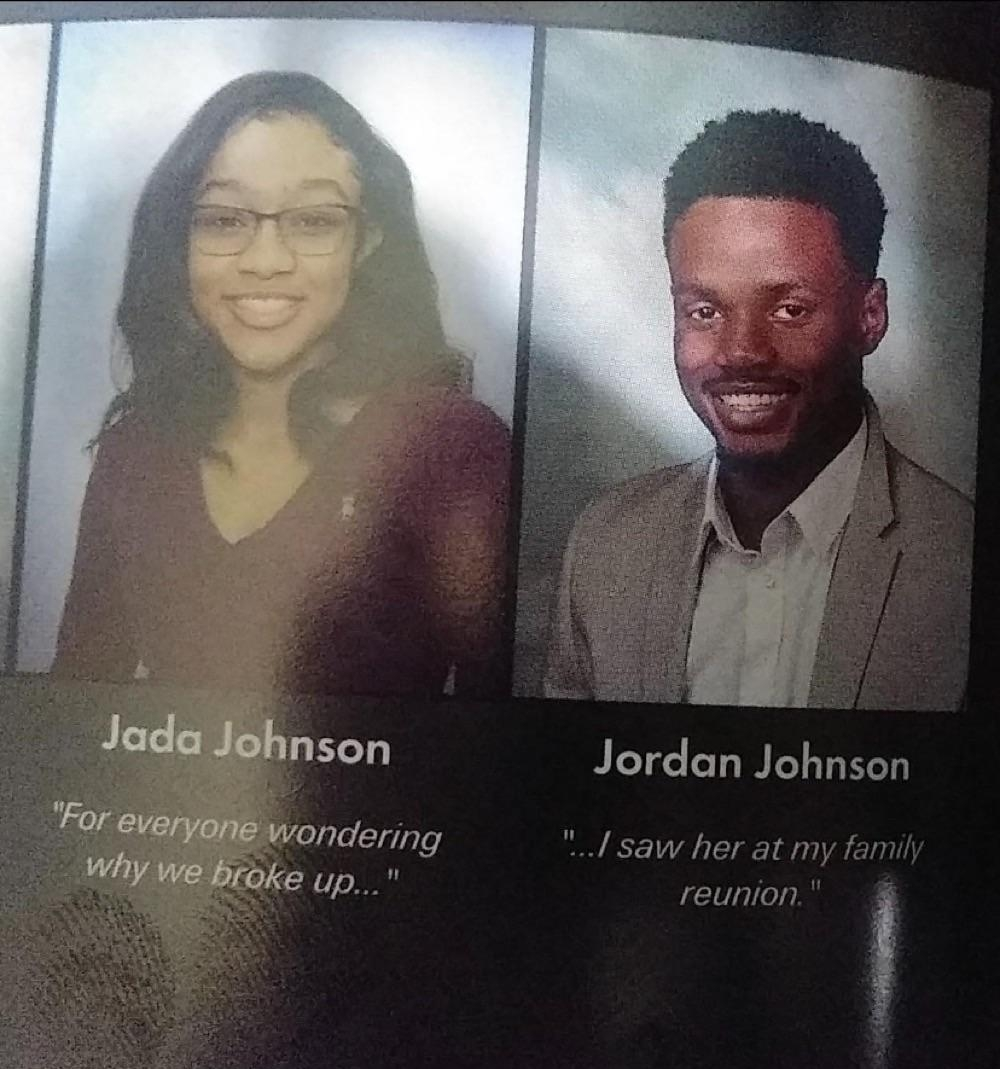 Jada Johnson
"For everyone wondering
why we broke up..."
Jordan Johnson
"...I saw her at my family
reunion."